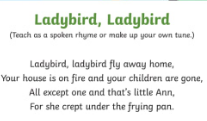 Ladybird, Ladybird
(Teach as a spoken rhyme or make up your own tune.)
Ladybird, ladybird fly away home,
Your house is on fire and your children are gone,
All except one and that's little Ann,
For she crept under the frying pan.